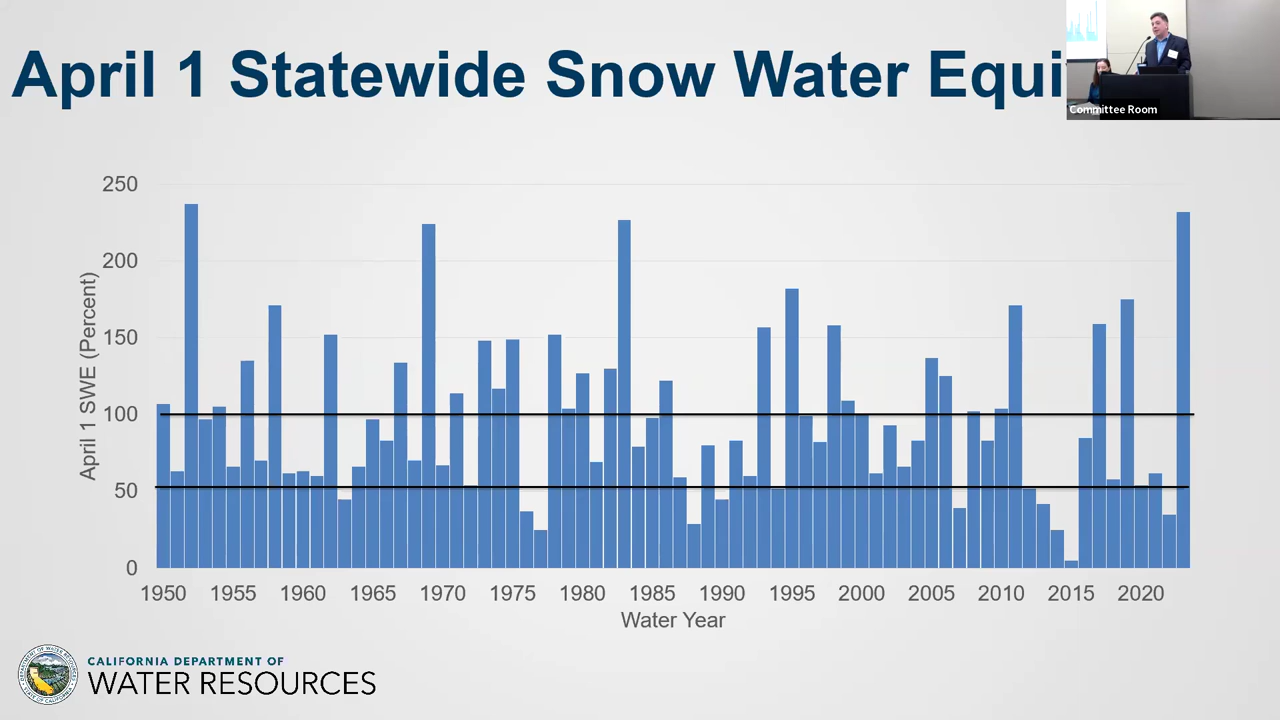 April 1 Statewide Snow Water Equi
Committee Room
250
200
150
100
50
0
April 1 SWE (Percent)
1950 1955 1960 1965 1970 1975 1980 1985 1990 1995 2000 2005 2010 2015 2020
Water Year
CALIFORNIA DEPARTMENT OF
WATER RESOURCES